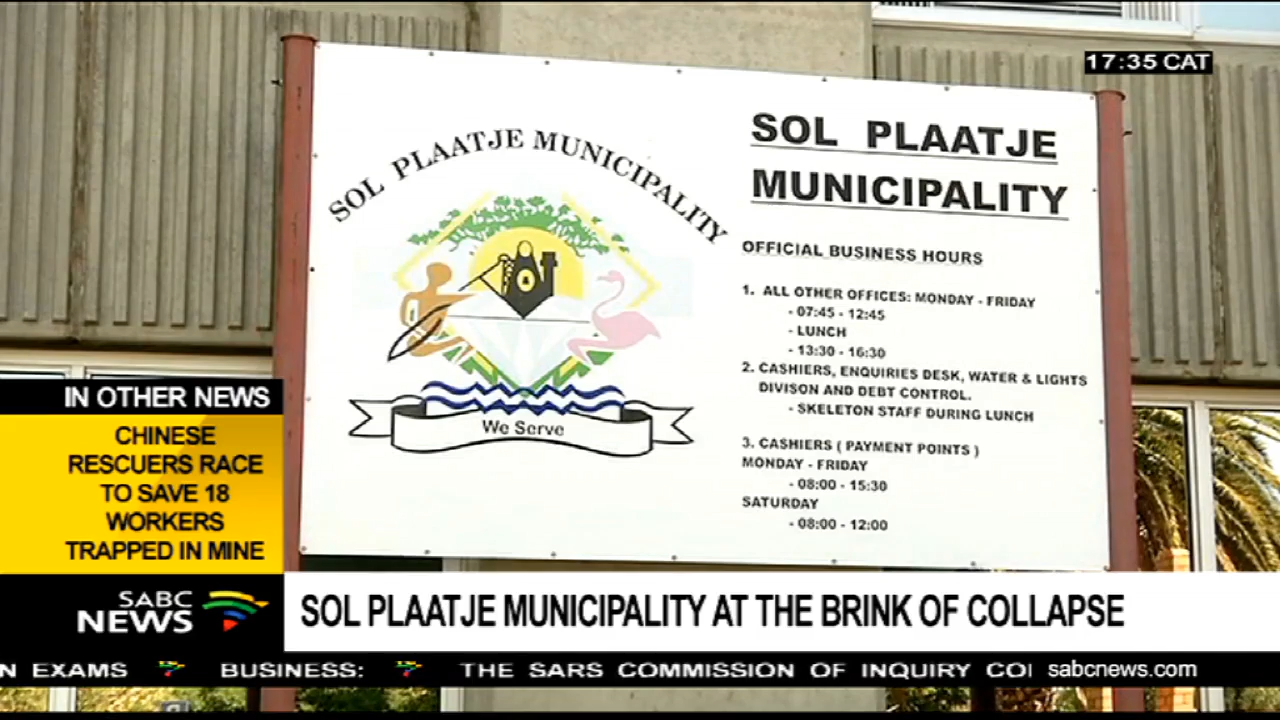 17:35 CAT
SOL PLAATJE MUNICIPALITY
We Serve
SOL PLAATJE
MUNICIPALITY
OFFICIAL BUSINESS HOURS
1. ALL OTHER OFFICES: MONDAY - FRIDAY
- 07:45 - 12:45
- LUNCH
- 13:30 - 16:30
2. CASHIERS, ENQUIRIES DESK, WATER & LIGHTS
DIVISON AND DEBT CONTROL.
- SKELETON STAFF DURING LUNCH
3. CASHIERS ( PAYMENT POINTS )
MONDAY - FRIDAY
- 08:00 - 15:30
SATURDAY
- 08:00 - 12:00
IN OTHER NEWS
CHINESE
RESCUERS RACE
TO SAVE 18
WORKERS
TRAPPED IN MINE
SABC
NEWS
SOL PLAATJE MUNICIPALITY AT THE BRINK OF COLLAPSE
N EXAMS BUSINESS: THE SARS COMMISSION OF INQUIRY CO sabcnews.com